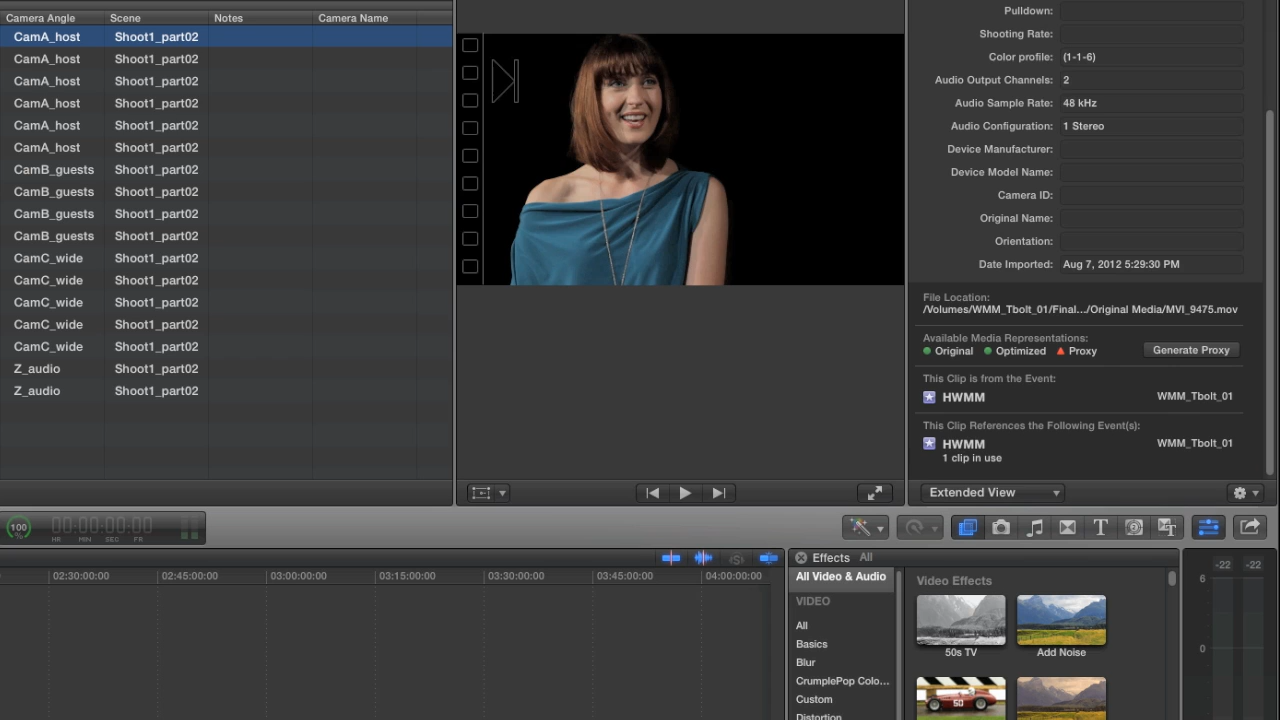 Camera Angle Scene Notes Camera Name
CamA_host Shoot1_part02
CamA_host Shoot1_part02
CamA_host Shoot1_part02
CamA_host Shoot1_part02
CamA_host Shoot1_part02
CamA_host Shoot1_part02
CamB_guests Shoot1_part02
CamB_guests Shoot1_part02
CamB_guests Shoot1_part02
CamB_guests Shoot1_part02
CamC_wide Shoot1_part02
CamC_wide Shoot1_part02
CamC_wide Shoot1_part02
CamC_wide Shoot1_part02
CamC_wide Shoot1_part02
Z_audio Shoot1_part02
Z_audio Shoot1_part02
Pulldown:
Shooting Rate:
Color profile: (1-1-6)
Audio Output Channels: 2
Audio Sample Rate: 48 kHz
Audio Configuration: 1 Stereo
Device Manufacturer:
Device Model Name:
Camera ID:
Original Name:
Orientation:
Date Imported: Aug 7, 2012 5:29:30 PM
File Location:
/Volumes/WMM_Tbolt_01/Final.../Original Media/MVI_9475.mov
Available Media Representations:
Original Optimized Proxy Generate Proxy
This Clip is from the Event:
HWMM WMM_Tbolt_01
This Clip References the Following Event(s):
HWMM WMM_Tbolt_01
1 clip in use
Extended View
100 00:00:00:00
% HR MIN SEC FR
T T
02:30:00:00 02:45:00:00 03:00:00:00 03:15:00:00 03:30:00:00 03:45:00:00 04:00:00:00
Effects All
All Video & Audio
VIDEO
All
Basics
Blur
CrumplePop Colo...
Custom
Distortion
Video Effects
50s TV Add Noise
50
-22 -22
6
0